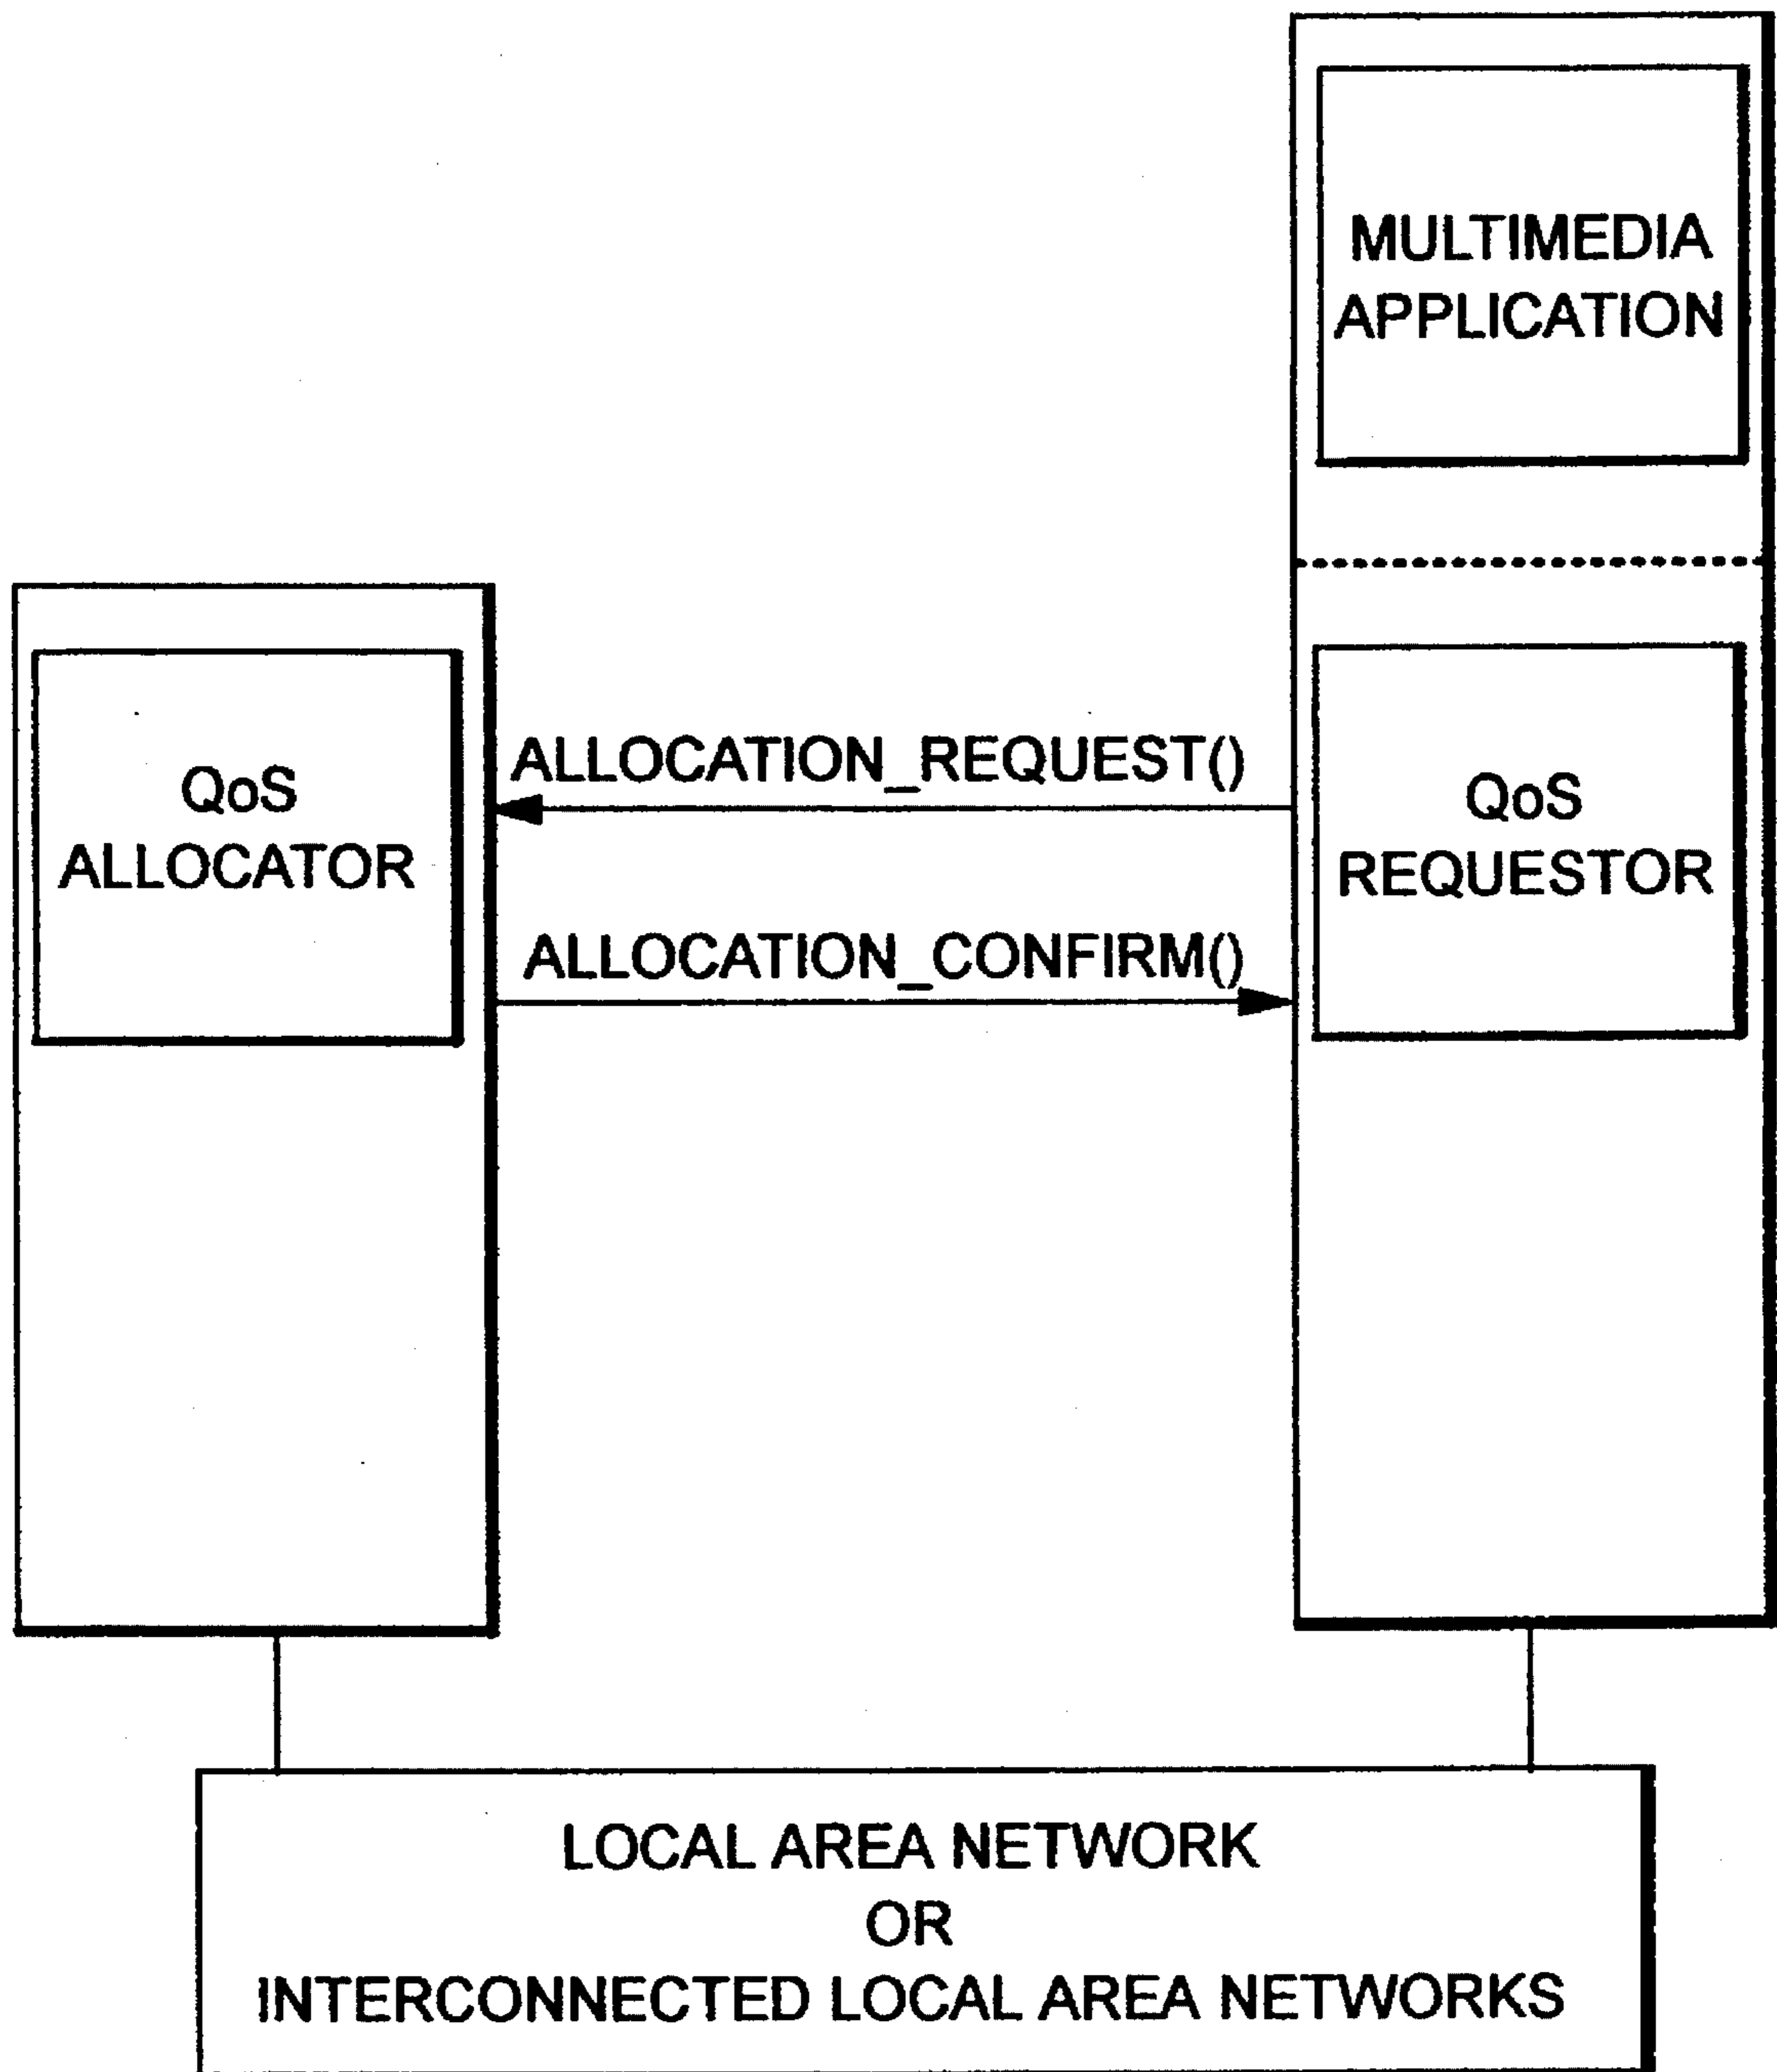 MULTIMEDIA
APPLICATION
QoS
ALLOCATOR
ALLOCATION_REQUEST()
ALLOCATION_CONFIRM()
QoS
REQUESTOR
LOCAL AREA NETWORK
OR
INTERCONNECTED LOCAL AREA NETWORKS